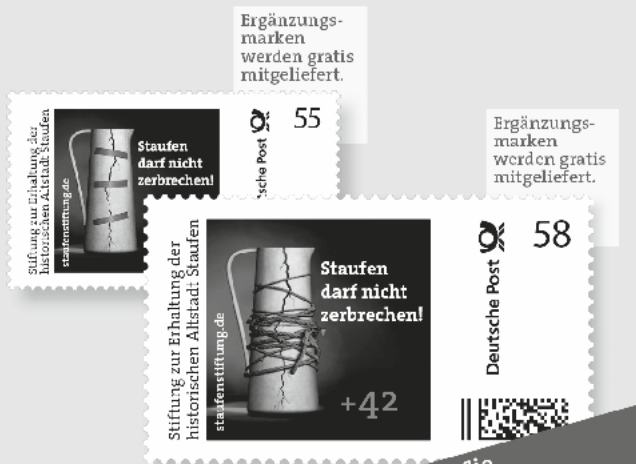 Ergänzungs-
marken
werden gratis
mitgeliefert.
Stiftung zur Erhaltung der
historischen Altstadt Staufen
staufenstiftung.de
Staufen
darf nicht
zerbrechen!
55
Ergänzungs-
marken
werden gratis
mitgeliefert.
Stiftung zur Erhaltung der
historischen Altstadt Staufen
staufenstiftung.de
Staufen
darf nicht
zerbrechen!
+42
Deutsche Post
58